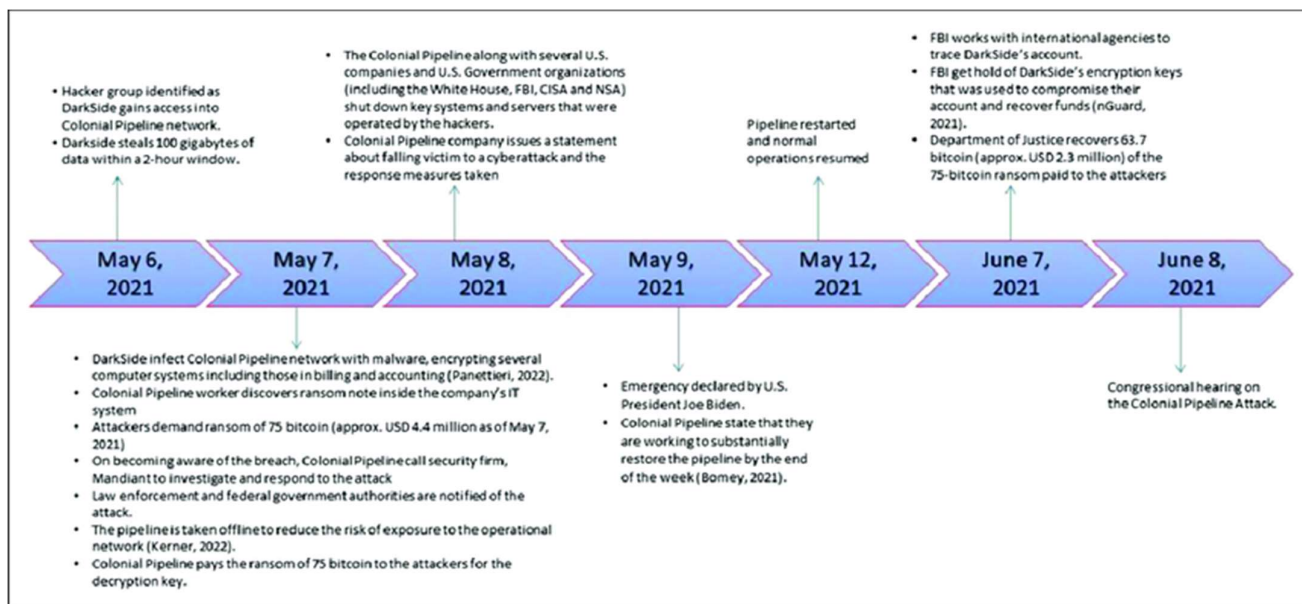 • Hacker group identified as
DarkSide gains access into
Colonial Pipeline network.
• Darkside steals 100 gigabytes of
data within a 2-hour window.
• The Colonial Pipeline along with several U.S.
companies and U.S. Government organizations
(including the White House, FBI, CISA and NSA)
shut down key systems and servers that were
operated by the hackers.
• Colonial Pipeline company issues a statement
about falling victim to a cyberattack and the
response measures taken
Pipeline restarted
and normal
operations resumed
• FBI works with international agencies to
trace DarkSide's account.
• FBI get hold of DarkSide's encryption keys
that was used to compromise their
account and recover funds (nGuard,
2021).
• Department of Justice recovers 63.7
bitcoin (approx. USD 2.3 million) of the
75-bitcoin ransom paid to the attackers
May 6,
2021
May 7,
2021
May 8,
2021
May 9,
2021
May 12,
2021
June 7,
2021
June 8,
2021
• DarkSide infect Colonial Pipeline network with malware, encrypting several
computer systems including those in billing and accounting (Panettieri, 2022).
• Colonial Pipeline worker discovers ransom note inside the company's IT
system
• Attackers demand ransom of 75 bitcoin (approx. USD 4.4 million as of May 7,
2021)
• On becoming aware of the breach, Colonial Pipeline call security firm,
Mandiant to investigate and respond to the attack
• Law enforcement and federal government authorities are notified of the
attack.
• The pipeline is taken offline to reduce the risk of exposure to the operational
network (Kerner, 2022).
• Colonial Pipeline pays the ransom of 75 bitcoin to the attackers for the
decryption key.
• Emergency declared by U.S.
President Joe Biden.
• Colonial Pipeline state that they
are working to substantially
restore the pipeline by the end
of the week (Bomey, 2021).
Congressional hearing on
the Colonial Pipeline Attack.